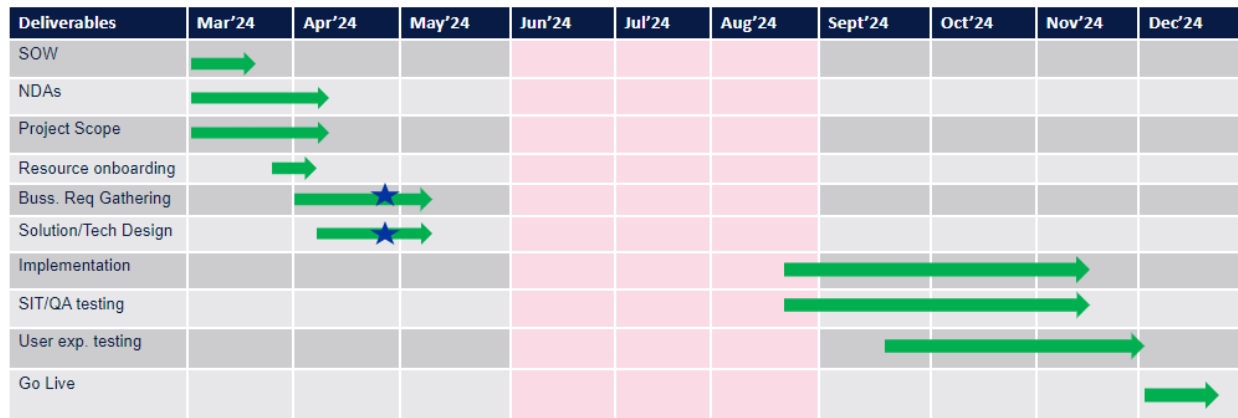 Deliverables Mar'24 Apr'24 May'24 Jun'24 Jul'24 Aug'24 Sept'24 Oct'24 Nov'24 Dec'24
SOW
NDAs
Project Scope
Resource onboarding
Buss. Req Gathering
Solution/Tech Design
Implementation
SIT/QA testing
User exp. testing
Go Live